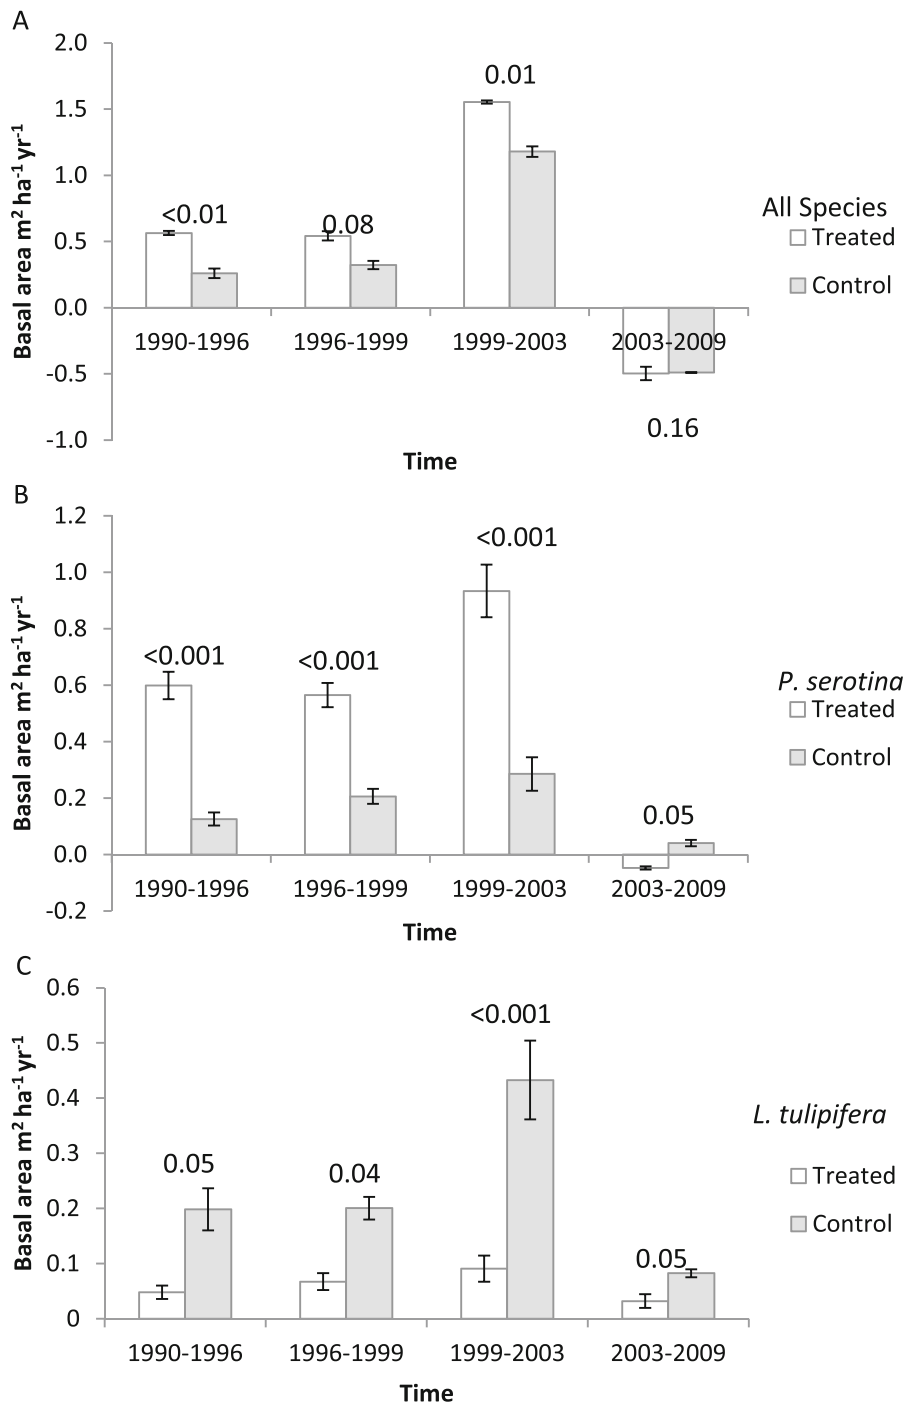 A
Basal area m² ha⁻¹ yr⁻¹
2.0
1.5
1.0
0.5
0.0
-0.5
-1.0
<0.01
0.08
0.01
0.16
1990-1996
1996-1999
1999-2003
2003-2009
Time
All Species
Treated
Control
B
Basal area m² ha⁻¹ yr⁻¹
1.2
1.0
0.8
0.6
0.4
0.2
0.0
-0.2
<0.001
<0.001
<0.001
0.05
1990-1996
1996-1999
1999-2003
2003-2009
Time
P. serotina
Treated
Control
C
Basal area m² ha⁻¹ yr⁻¹
0.6
0.5
0.4
0.3
0.2
0.1
0
0.05
0.04
<0.001
0.05
1990-1996
1996-1999
1999-2003
2003-2009
Time
L. tulipifera
Treated
Control